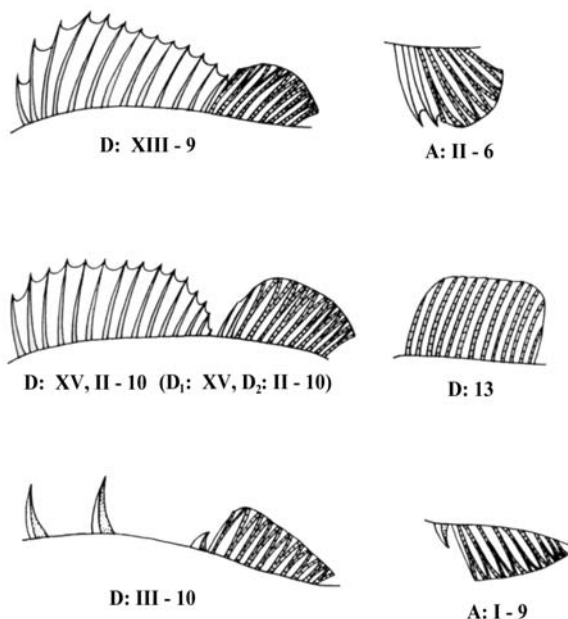 D: XIII - 9
A: II - 6
D: XV, II - 10 (D₁: XV, D₂: II - 10)
D: 13
D: III - 10
A: I - 9